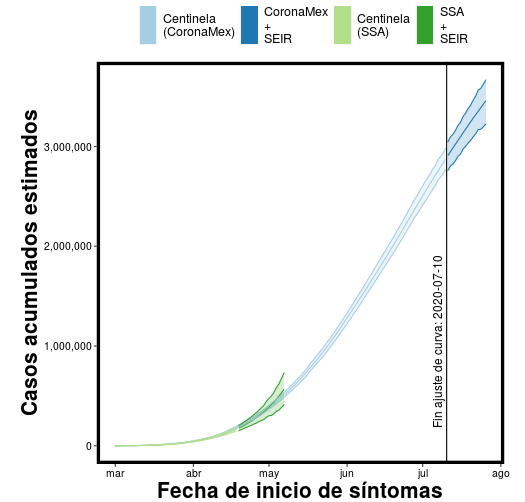 Centinela
(CoronaMex)
CoronaMex
+
SEIR
Centinela
(SSA)
SSA
+
SEIR
Casos acumulados estimados
3,000,000
2,000,000
1,000,000
0
Fin ajuste de curva: 2020-07-10
mar
abr
may
jun
jul
ago
Fecha de inicio de síntomas